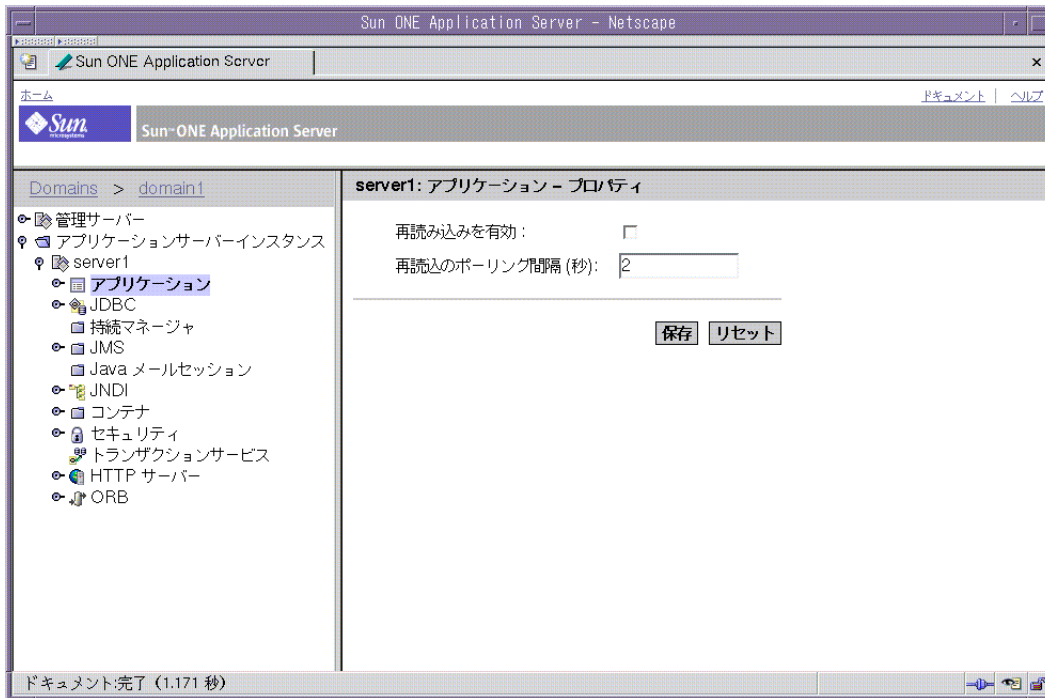 Sun ONE Application Server - Netscape
Sun ONE Application Server
ホーム
ドキュメント | ヘルプ
Sun microsystems
Sun™ ONE Application Server
Domains > domain1
server1: アプリケーション – プロパティ
管理サーバー
アプリケーションサーバーインスタンス
server1
アプリケーション
JDBC
持続マネージャ
JMS
Java メールセッション
JNDI
コンテナ
セキュリティ
トランザクションサービス
HTTP サーバー
ORB
再読み込みを有効 :
再読込のポーリング間隔 (秒): 2
保存 リセット
ドキュメント:完了 (1.171 秒)